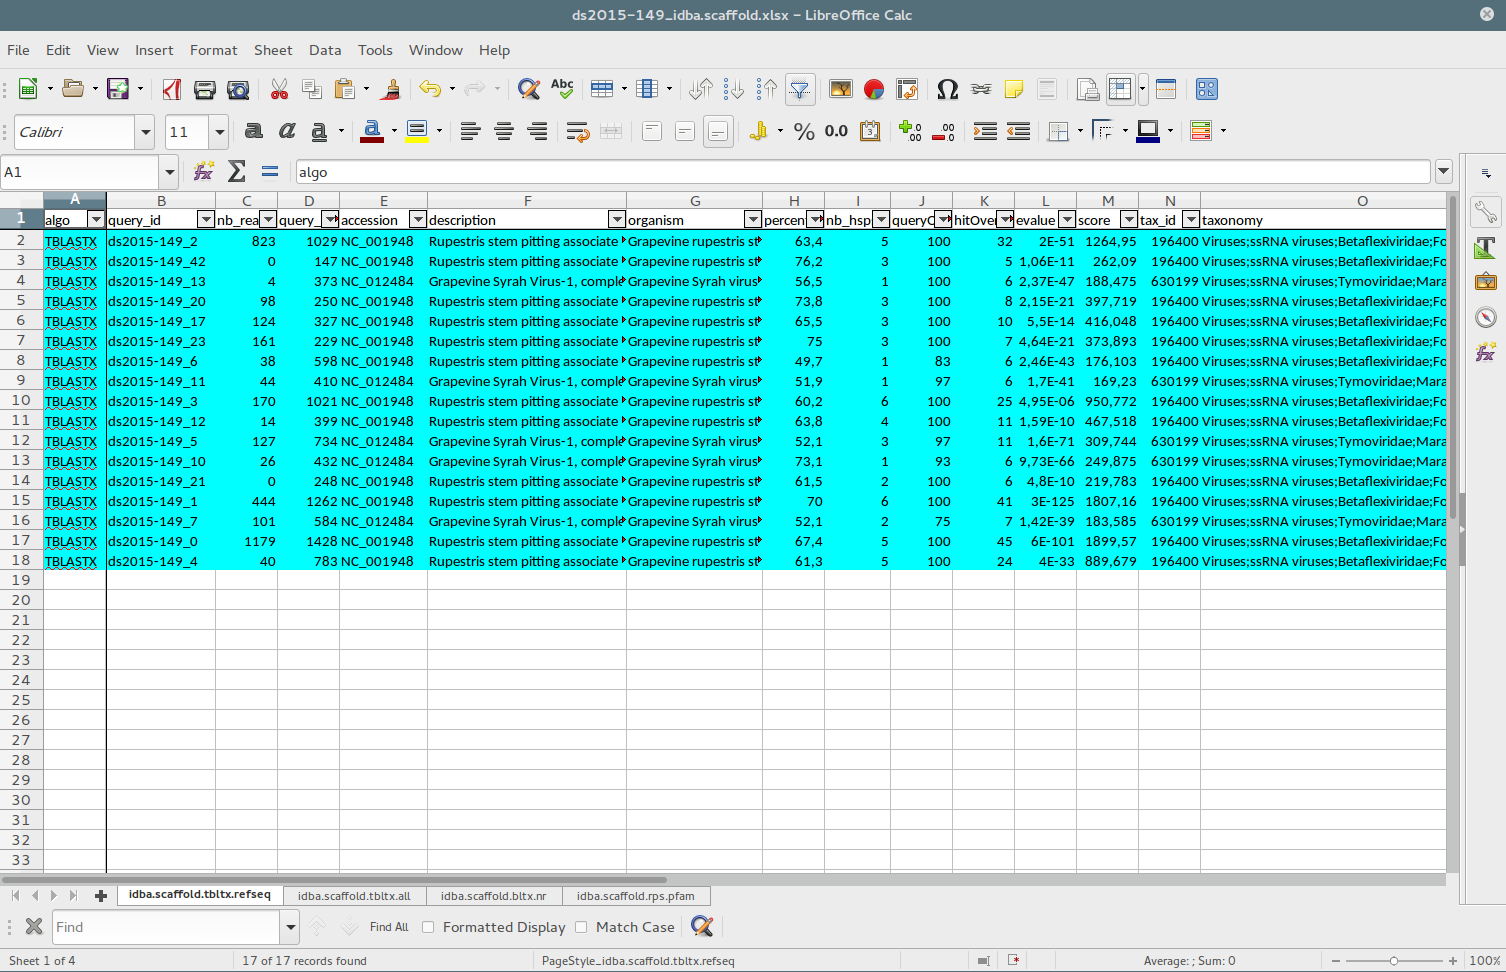 ds2015-149_idba.scaffold.xlsx – LibreOffice Calc
File Edit View Insert Format Sheet Data Tools Window Help
Calibri 11
A1 algo
A B C D E F G H I J K L M N O
1 algo query_id nb_rea query_ accession description organism percen nb_hsp queryC hitOver evalue score tax_id taxonomy
2 TBLASTX ds2015-149_2 823 1029 NC_001948 Rupestris stem pitting associate Grapevine rupestris st 63,4 5 100 32 2E-51 1264,95 196400 Viruses;ssRNA viruses;Betaflexiviridae;Fo
3 TBLASTX ds2015-149_42 0 147 NC_001948 Rupestris stem pitting associate Grapevine rupestris st 76,2 3 100 5 1,06E-11 262,09 196400 Viruses;ssRNA viruses;Betaflexiviridae;Fo
4 TBLASTX ds2015-149_13 4 373 NC_012484 Grapevine Syrah Virus-1, comple Grapevine Syrah virus 56,5 1 100 6 2,37E-47 188,475 630199 Viruses;ssRNA viruses;Tymoviridae;Mara
5 TBLASTX ds2015-149_20 98 250 NC_001948 Rupestris stem pitting associate Grapevine rupestris st 73,8 3 100 8 2,15E-21 397,719 196400 Viruses;ssRNA viruses;Betaflexiviridae;Fo
6 TBLASTX ds2015-149_17 124 327 NC_001948 Rupestris stem pitting associate Grapevine rupestris st 65,5 3 100 10 5,5E-14 416,048 196400 Viruses;ssRNA viruses;Betaflexiviridae;Fo
7 TBLASTX ds2015-149_23 161 229 NC_001948 Rupestris stem pitting associate Grapevine rupestris st 75 3 100 7 4,64E-21 373,893 196400 Viruses;ssRNA viruses;Betaflexiviridae;Fo
8 TBLASTX ds2015-149_6 38 598 NC_001948 Rupestris stem pitting associate Grapevine rupestris st 49,7 1 83 6 2,46E-43 176,103 196400 Viruses;ssRNA viruses;Betaflexiviridae;Fo
9 TBLASTX ds2015-149_11 44 410 NC_012484 Grapevine Syrah Virus-1, comple Grapevine Syrah virus 51,9 1 97 6 1,7E-41 169,23 630199 Viruses;ssRNA viruses;Tymoviridae;Mara
10 TBLASTX ds2015-149_3 170 1021 NC_001948 Rupestris stem pitting associate Grapevine rupestris st 60,2 6 100 25 4,95E-06 950,772 196400 Viruses;ssRNA viruses;Betaflexiviridae;Fo
11 TBLASTX ds2015-149_12 14 399 NC_001948 Rupestris stem pitting associate Grapevine rupestris st 63,8 4 100 11 1,59E-10 467,518 196400 Viruses;ssRNA viruses;Betaflexiviridae;Fo
12 TBLASTX ds2015-149_5 127 734 NC_012484 Grapevine Syrah Virus-1, comple Grapevine Syrah virus 52,1 3 97 11 1,6E-71 309,744 630199 Viruses;ssRNA viruses;Tymoviridae;Mara
13 TBLASTX ds2015-149_10 26 432 NC_012484 Grapevine Syrah Virus-1, comple Grapevine Syrah virus 73,1 1 93 6 9,73E-66 249,875 630199 Viruses;ssRNA viruses;Tymoviridae;Mara
14 TBLASTX ds2015-149_21 0 248 NC_001948 Rupestris stem pitting associate Grapevine rupestris st 61,5 2 100 6 4,8E-10 219,783 196400 Viruses;ssRNA viruses;Betaflexiviridae;Fo
15 TBLASTX ds2015-149_1 444 1262 NC_001948 Rupestris stem pitting associate Grapevine rupestris st 70 6 100 41 3E-125 1807,16 196400 Viruses;ssRNA viruses;Betaflexiviridae;Fo
16 TBLASTX ds2015-149_7 101 584 NC_012484 Grapevine Syrah Virus-1, comple Grapevine Syrah virus 52,1 2 75 7 1,42E-39 183,585 630199 Viruses;ssRNA viruses;Tymoviridae;Mara
17 TBLASTX ds2015-149_0 1179 1428 NC_001948 Rupestris stem pitting associate Grapevine rupestris st 67,4 5 100 45 6E-101 1899,57 196400 Viruses;ssRNA viruses;Betaflexiviridae;Fo
18 TBLASTX ds2015-149_4 40 783 NC_001948 Rupestris stem pitting associate Grapevine rupestris st 61,3 5 100 24 4E-33 889,679 196400 Viruses;ssRNA viruses;Betaflexiviridae;Fo
19
20
21
22
23
24
25
26
27
28
29
30
31
32
33
idba.scaffold.tbltx.refseq idba.scaffold.tbltx.all idba.scaffold.bltx.nr idba.scaffold.rps.pfam
Find Find All Formatted Display Match Case
Sheet 1 of 4 17 of 17 records found PageStyle_idba.scaffold.tbltx.refseq Average: ; Sum: 0 100%